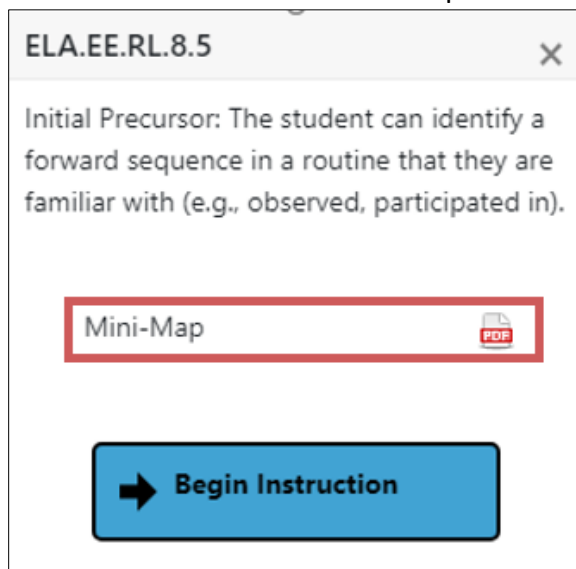 ELA.EE.RL.8.5
Initial Precursor: The student can identify a
forward sequence in a routine that they are
familiar with (e.g., observed, participated in).
Mini-Map
PDF
Begin Instruction